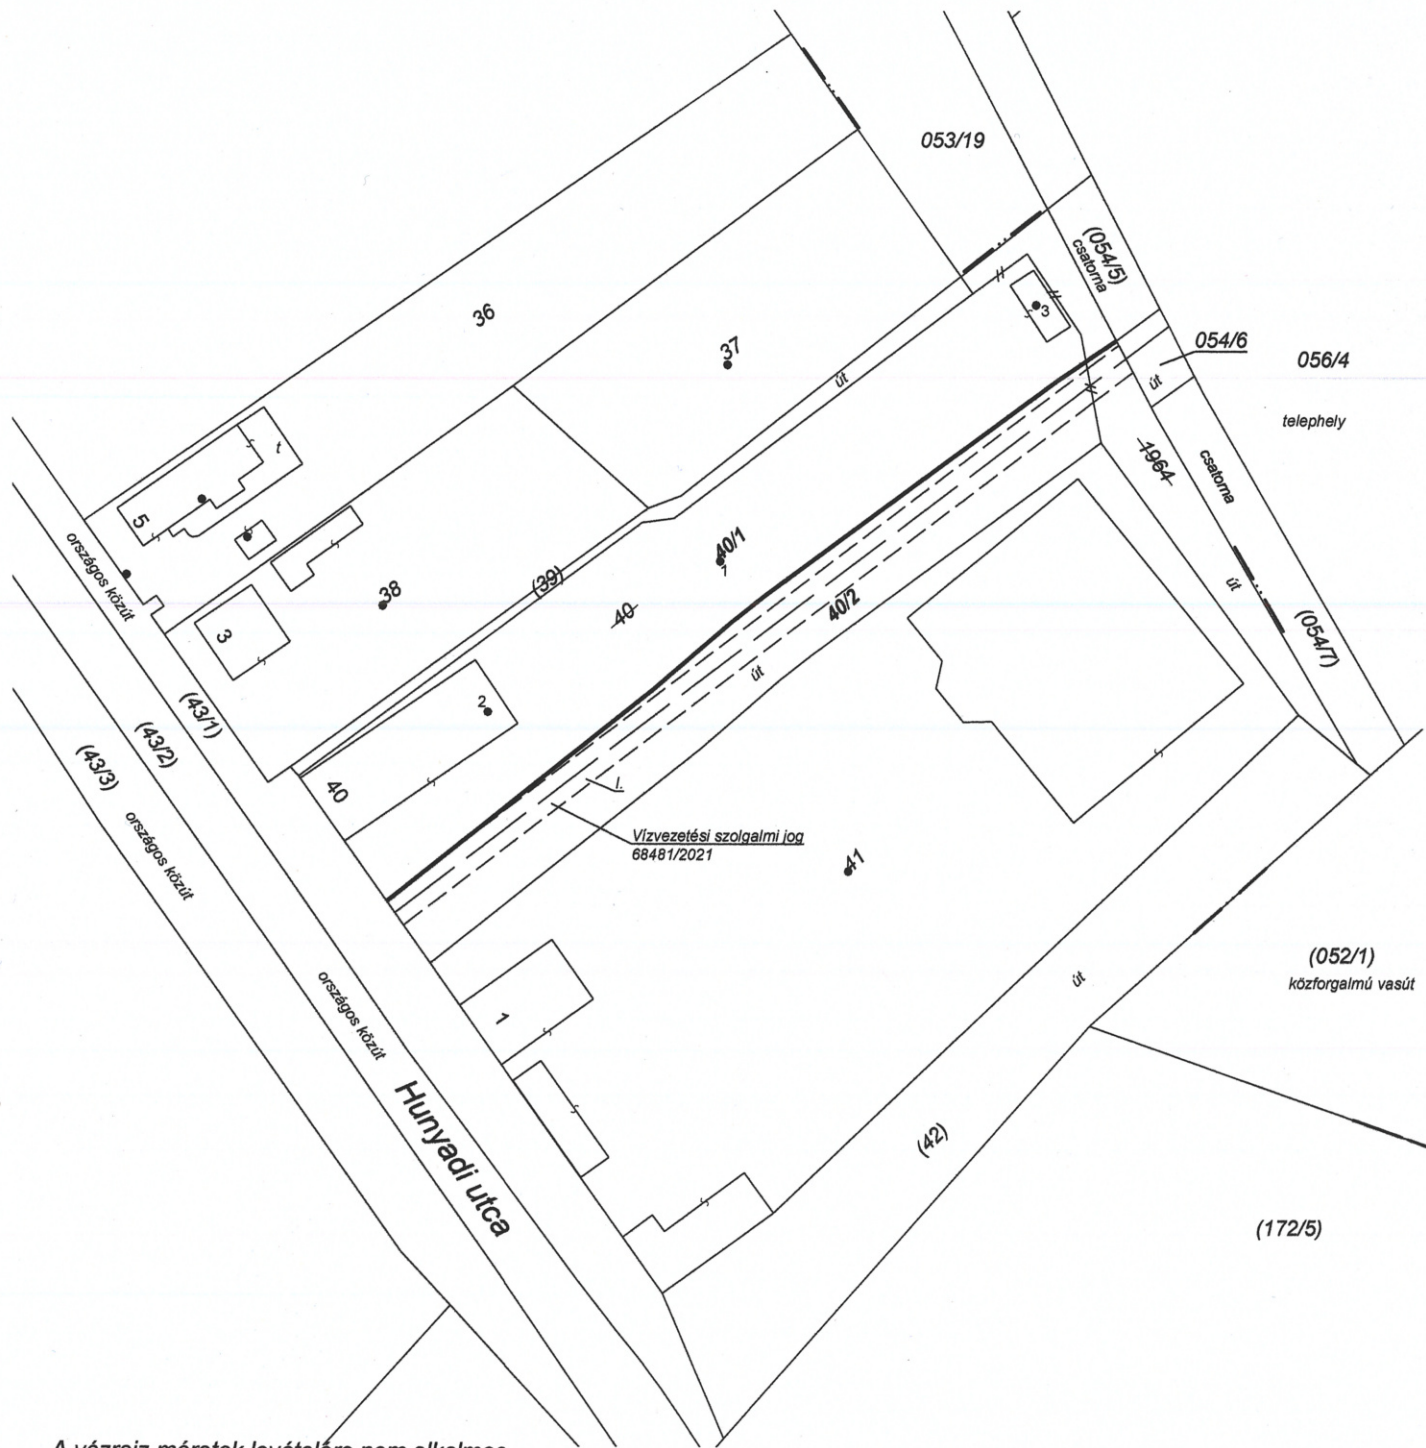 053/19
(054/5)
csatorna
36
3
37
054/6
056/4
út
út
telephely
t
1964
csatorna
5
országos közút
40/1
1
38
(39)
40
40/2
út
3
(054/7)
út
2
(43/1)
(43/2)
(43/3)
40
I.
országos közút
Vízvezetési szolgalmi jog
68481/2021
41
(052/1)
közforgalmú vasút
országos közút
1
út
Hunyadi utca
(42)
(172/5)